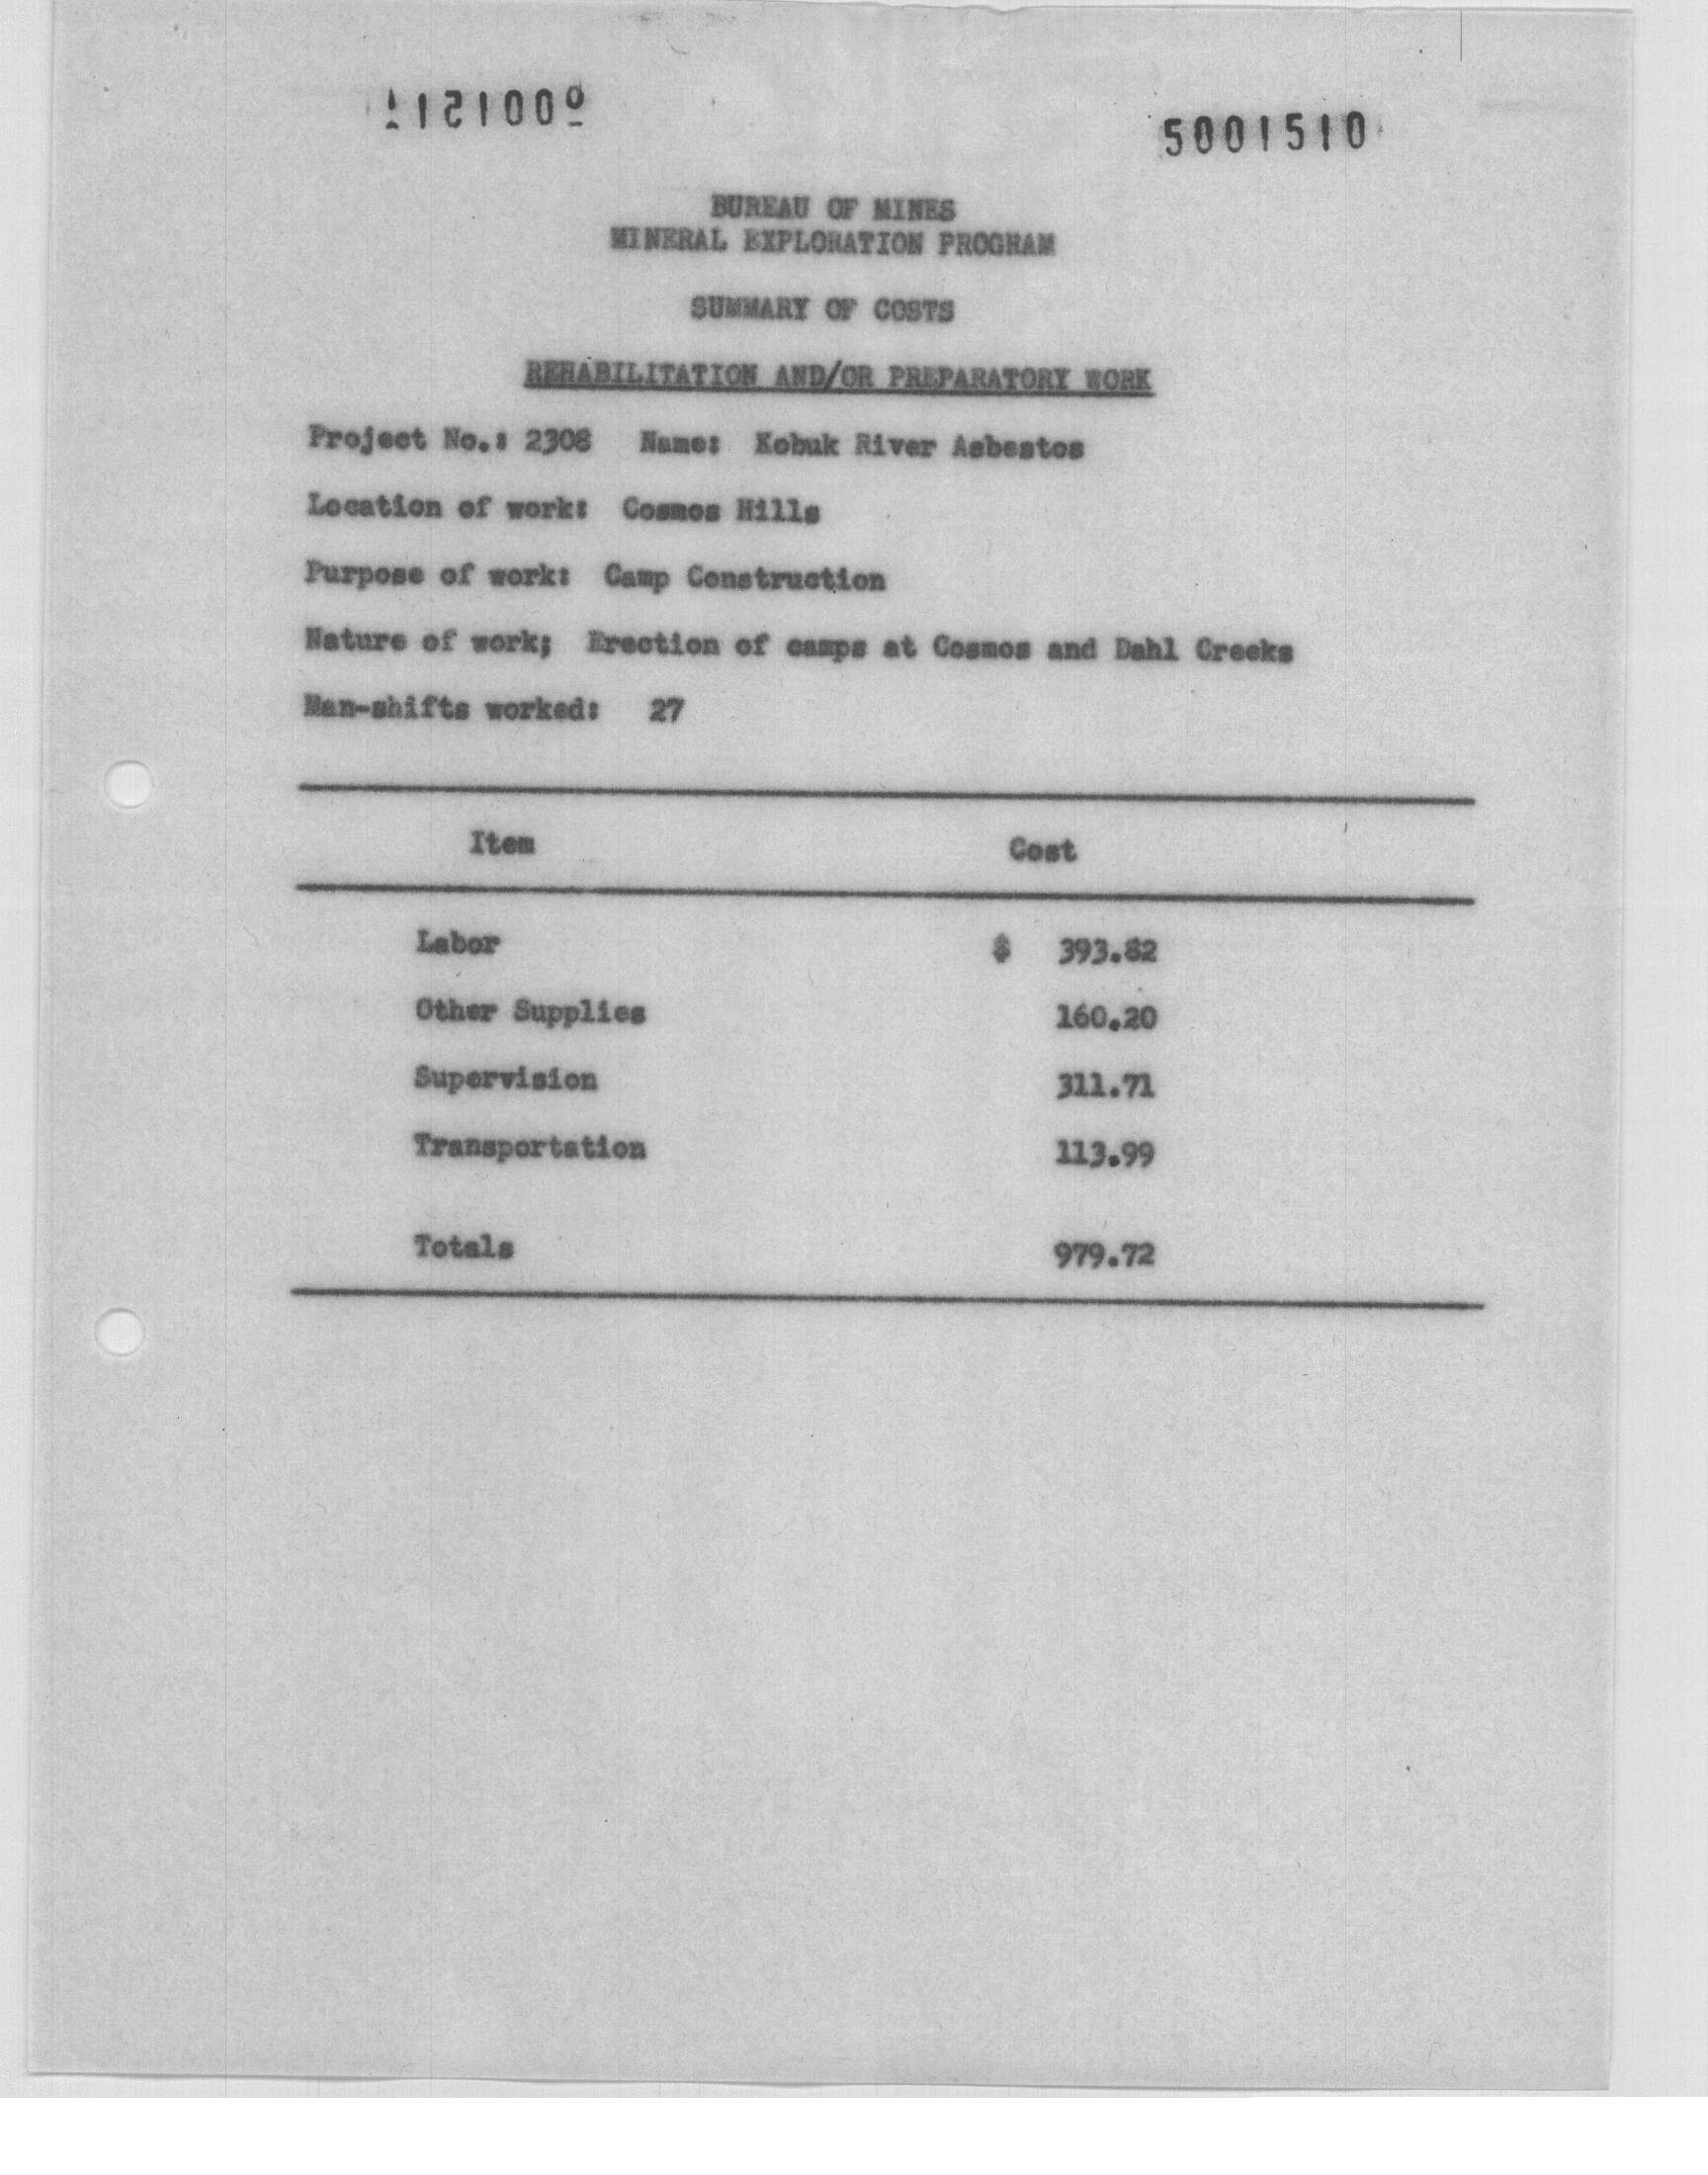 5001510
BUREAU OF MINES
MINERAL EXPLORATION PROGRAM
SUMMARY OF COSTS
REHABILITATION AND/OR PREPARATORY WORK
Project No.: 2308 Name: Kobuk River Asbestos
Location of work: Cosmos Hills
Purpose of work: Camp Construction
Nature of work; Erection of camps at Cosmos and Dahl Creeks
Man-shifts worked: 27
Item Cost
Labor $ 393.82
Other Supplies 160.20
Supervision 311.71
Transportation 113.99
Totals 979.72